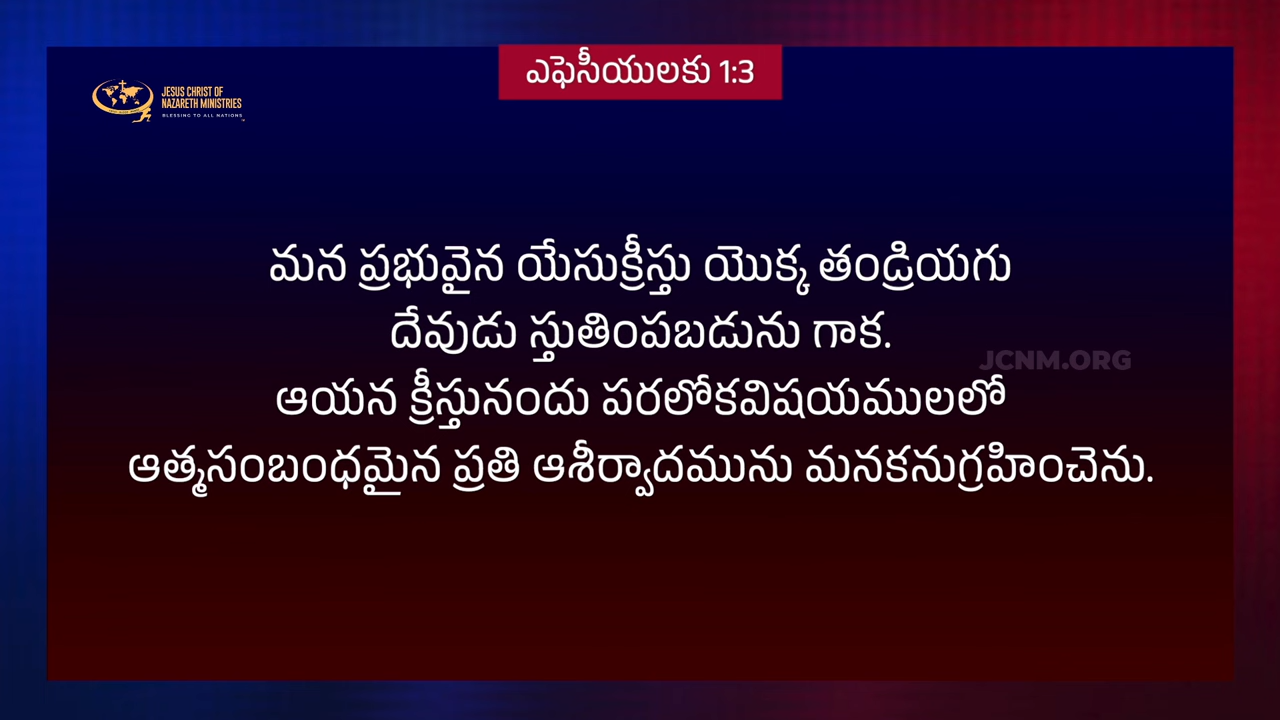 ఎఫెసీయులకు 1:3
JESUS CHRIST OF
NAZARETH MINISTRIES
BLESSING TO ALL NATIONS
మన ప్రభువైన యేసుక్రీస్తు యొక్క తండ్రియగు
దేవుడు స్తుతింపబడును గాక.
JCNM.ORG
ఆయన క్రీస్తునందు పరలోకవిషయములలో
ఆత్మసంబంధమైన ప్రతి ఆశీర్వాదమును మనకనుగ్రహించెను.